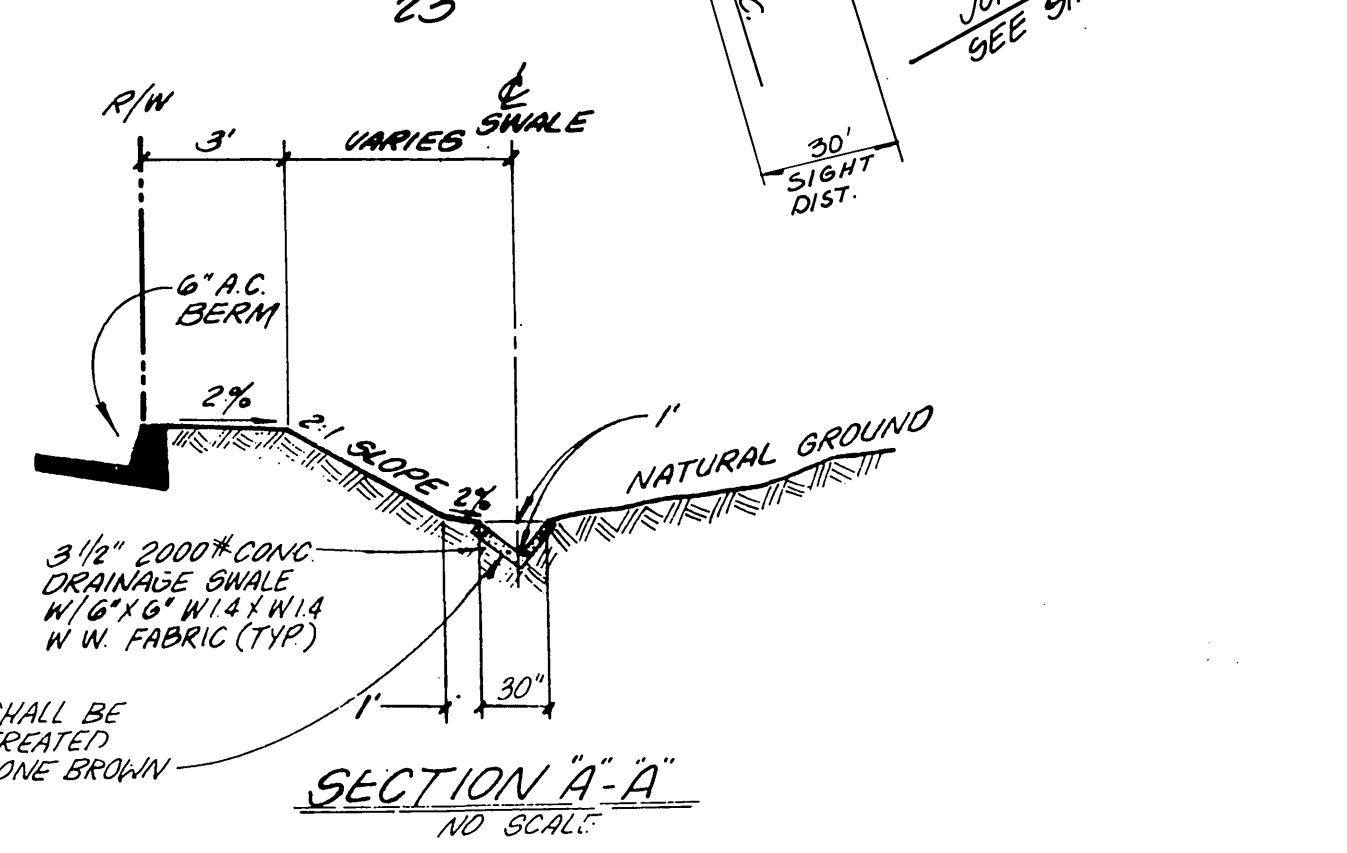 23
C.
SEE
30'
SIGHT
DIST.
R/W
3'
VARIES
℄
SWALE
6" A.C.
BERM
2%
2:1 SLOPE
2%
1'
NATURAL GROUND
3 1/2" 2000# CONC.
DRAINAGE SWALE
W/6"X6" W1.4 X W1.4
W.W. FABRIC (TYP.)
1'
30"
SHALL BE
TREATED
ONE BROWN
SECTION "A"-"A"
NO SCALE